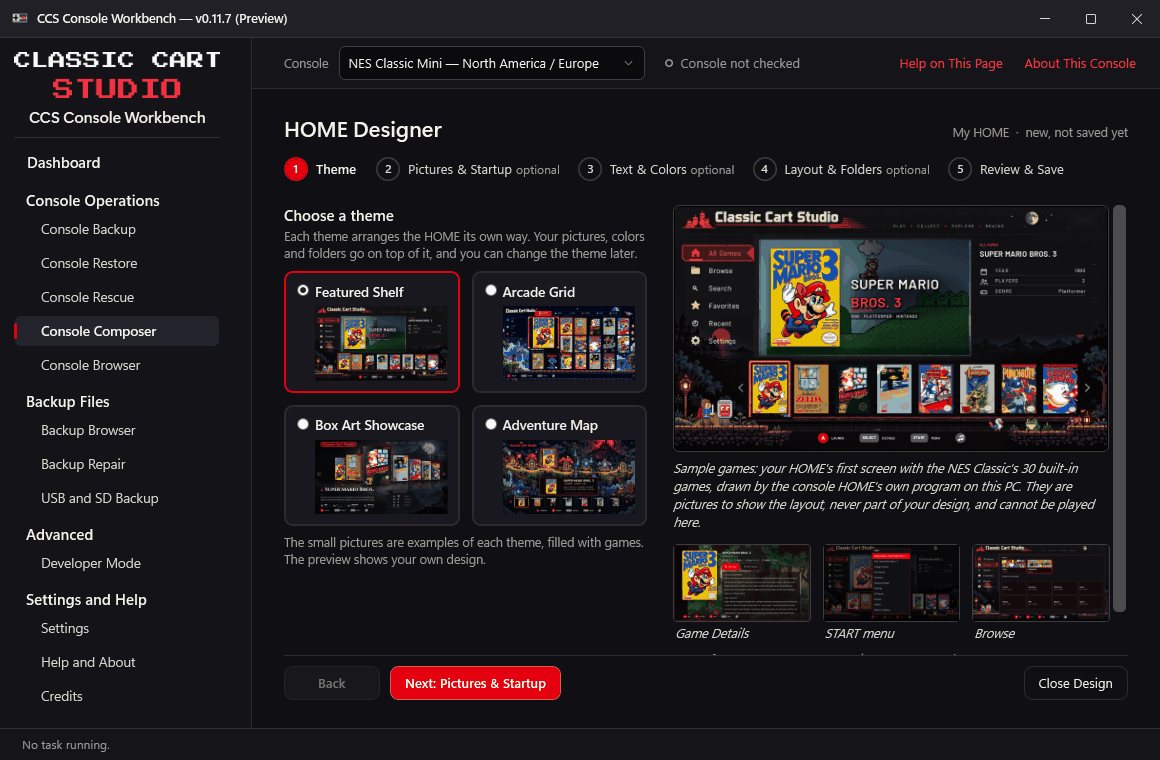 CCS Console Workbench — v0.11.7 (Preview)
CLASSIC CART
STUDIO
CCS Console Workbench
Dashboard
Console Operations
Console Backup
Console Restore
Console Rescue
Console Composer
Console Browser
Backup Files
Backup Browser
Backup Repair
USB and SD Backup
Advanced
Developer Mode
Settings and Help
Settings
Help and About
Credits
Console
NES Classic Mini — North America / Europe
Console not checked
Help on This Page
About This Console
HOME Designer
My HOME · new, not saved yet
1 Theme
2 Pictures & Startup optional
3 Text & Colors optional
4 Layout & Folders optional
5 Review & Save
Choose a theme
Each theme arranges the HOME its own way. Your pictures, colors
and folders go on top of it, and you can change the theme later.
Featured Shelf
Arcade Grid
Box Art Showcase
Adventure Map
The small pictures are examples of each theme, filled with games.
The preview shows your own design.
Classic Cart Studio
PLAY · COLLECT · EXPLORE · REWIND
All Games
Browse
Search
Favorites
Recent
Settings
SUPER MARIO
BROS. 3
SUPER MARIO BROS. 3
YEAR
PLAYERS 2
GENRE Platformer
Sample games: your HOME's first screen with the NES Classic's 30 built-in
games, drawn by the console HOME's own program on this PC. They are
pictures to show the layout, never part of your design, and cannot be played
here.
Game Details
START menu
Browse
Back
Next: Pictures & Startup
Close Design
No task running.